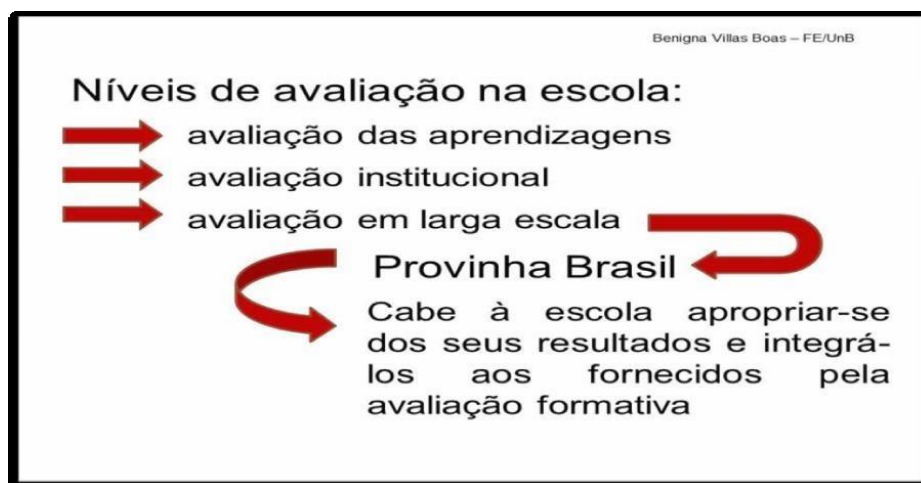 Benigna Villas Boas – FE/UnB
Níveis de avaliação na escola:
avaliação das aprendizagens
avaliação institucional
avaliação em larga escala
Provinha Brasil
Cabe à escola apropriar-se
dos seus resultados e integrá-
los aos fornecidos pela
avaliação formativa